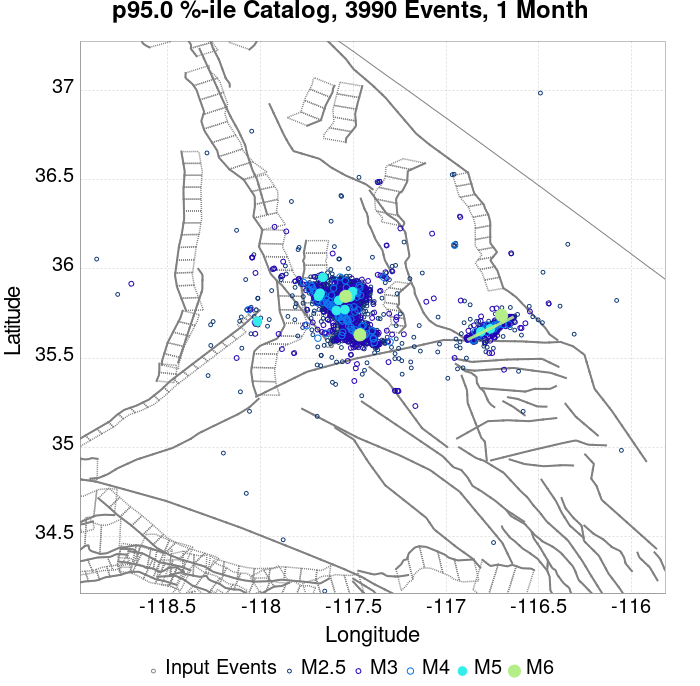 p95.0 %-ile Catalog, 3990 Events, 1 Month
37
36.5
36
35.5
35
34.5
Latitude
-118.5 -118 -117.5 -117 -116.5 -116
Longitude
Input Events M2.5 M3 M4 M5 M6